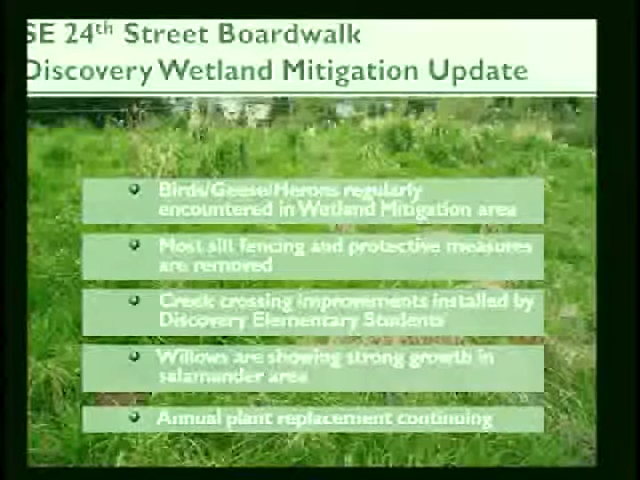 SE 24th Street Boardwalk
Discovery Wetland Mitigation Update
Birds/Geese/Herons regularly
encountered in Wetland Mitigation area
Most silt fencing and protective measures
are removed
Creek crossing improvements installed by
Discovery Elementary Students
Willows are showing strong growth in
salamander area
Annual plant replacement continuing